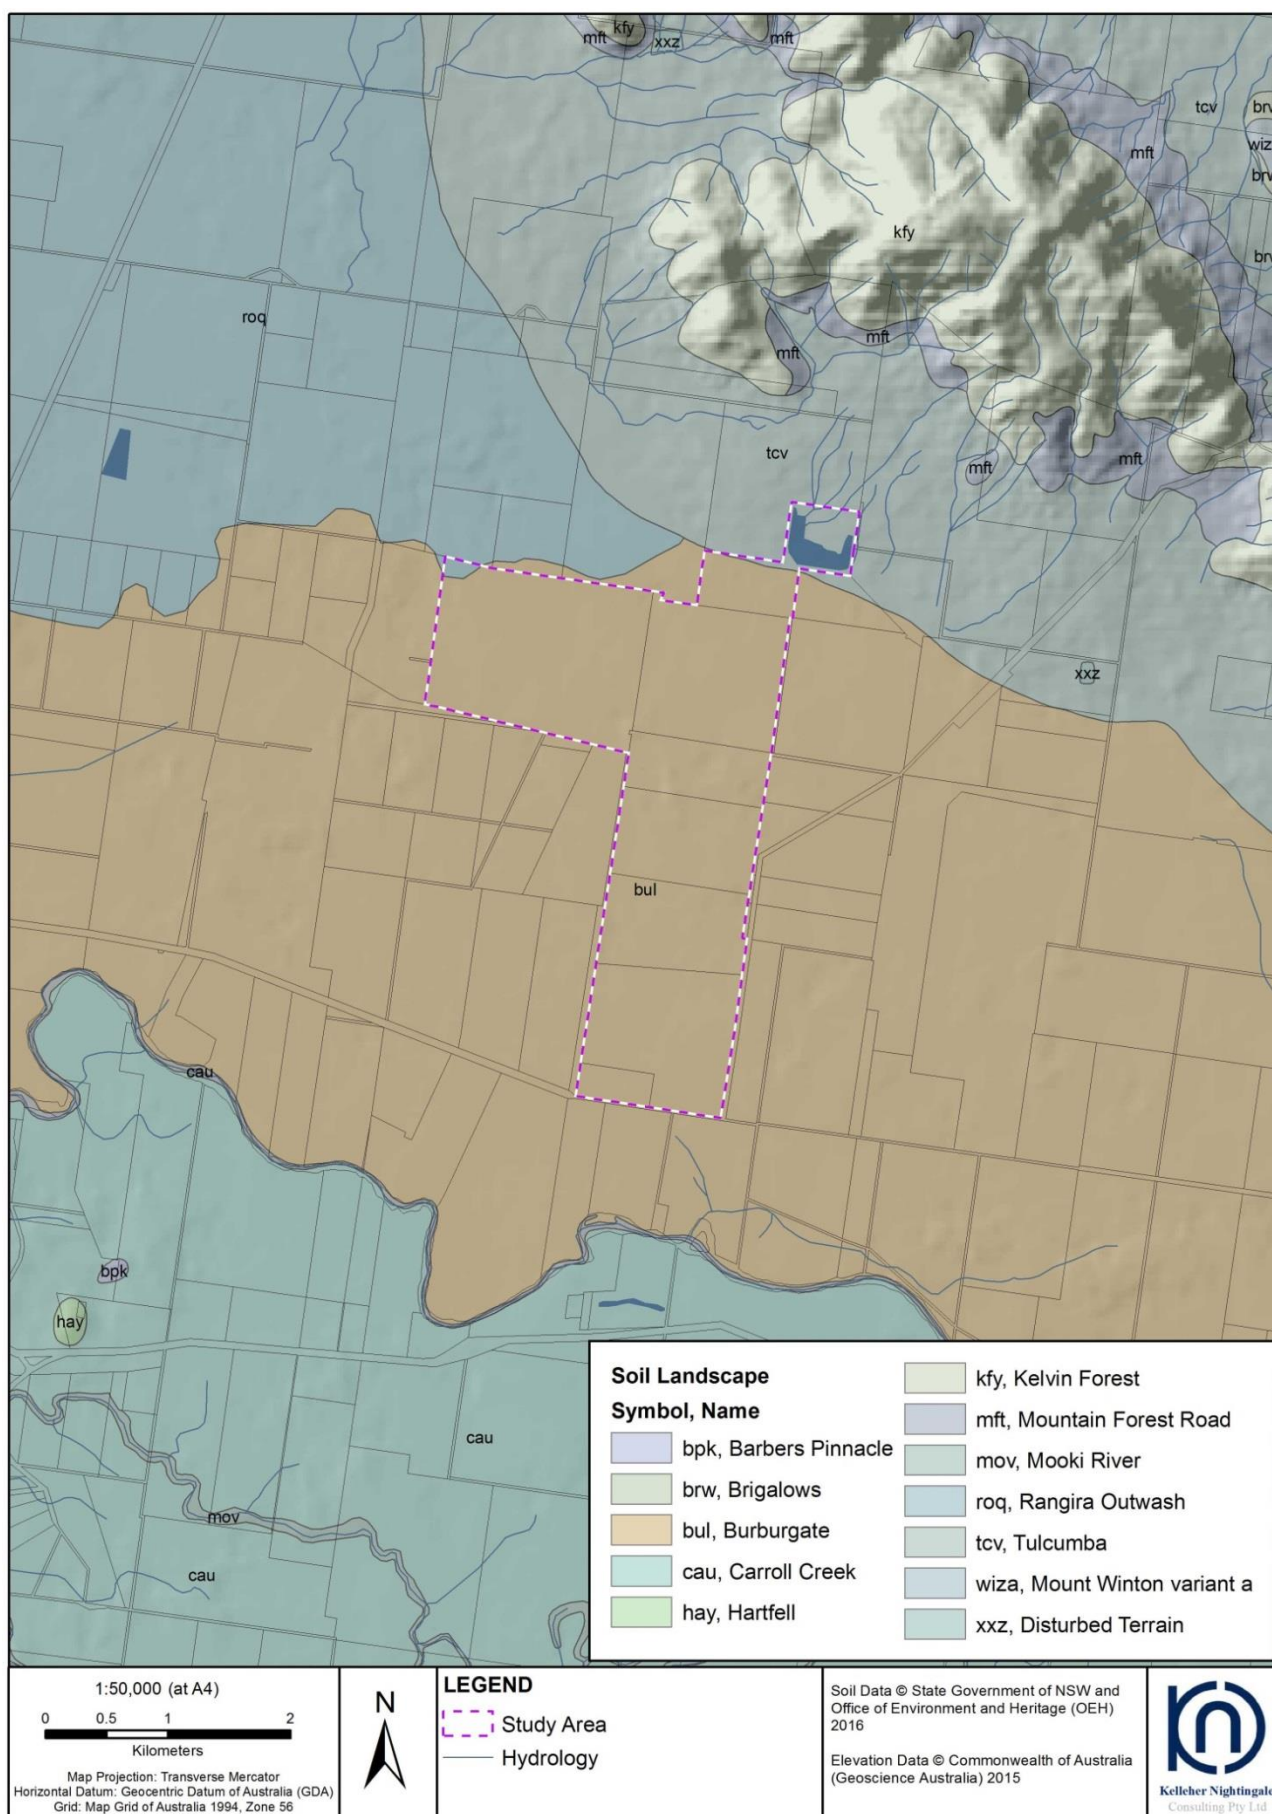 kfy
mft
xxz
mft
tcv
brw
mft
wiza
brw
kfy
brw
roq
mft
mft
tcv
mft
mft
xxz
bul
cau
bpk
hay
cau
mov
cau
Soil Landscape
Symbol, Name
bpk, Barbers Pinnacle
brw, Brigalows
bul, Burburgate
cau, Carroll Creek
hay, Hartfell
kfy, Kelvin Forest
mft, Mountain Forest Road
mov, Mooki River
roq, Rangira Outwash
tcv, Tulcumba
wiza, Mount Winton variant a
xxz, Disturbed Terrain
1:50,000 (at A4)
0 0.5 1 2
Kilometers
Map Projection: Transverse Mercator
Horizontal Datum: Geocentric Datum of Australia (GDA)
Grid: Map Grid of Australia 1994, Zone 56
N
LEGEND
Study Area
Hydrology
Soil Data © State Government of NSW and
Office of Environment and Heritage (OEH)
2016
Elevation Data © Commonwealth of Australia
(Geoscience Australia) 2015
Kelleher Nightingale
Consulting Pty Ltd